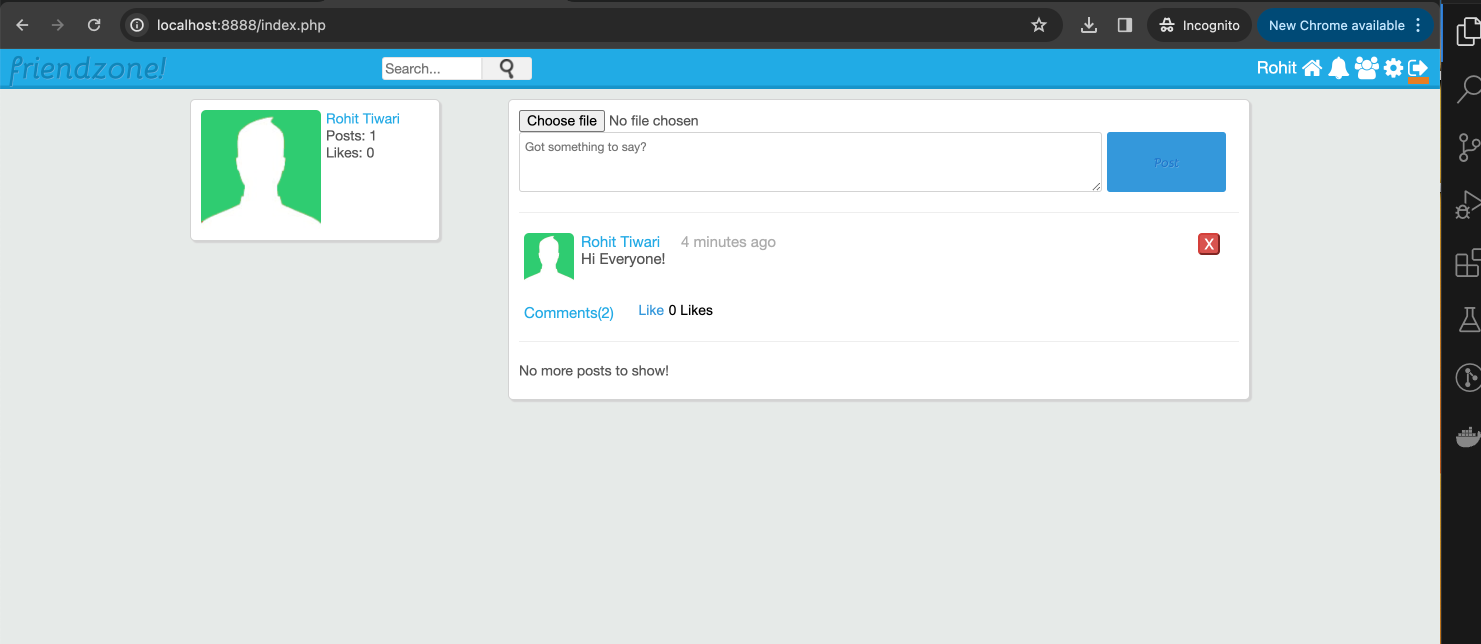 localhost:8888/index.php
Incognito
New Chrome available
friendzone!
Search...
Rohit
Rohit Tiwari
Posts: 1
Likes: 0
Choose file No file chosen
Got something to say?
Post
Rohit Tiwari 4 minutes ago
X
Hi Everyone!
Comments(2) Like 0 Likes
No more posts to show!